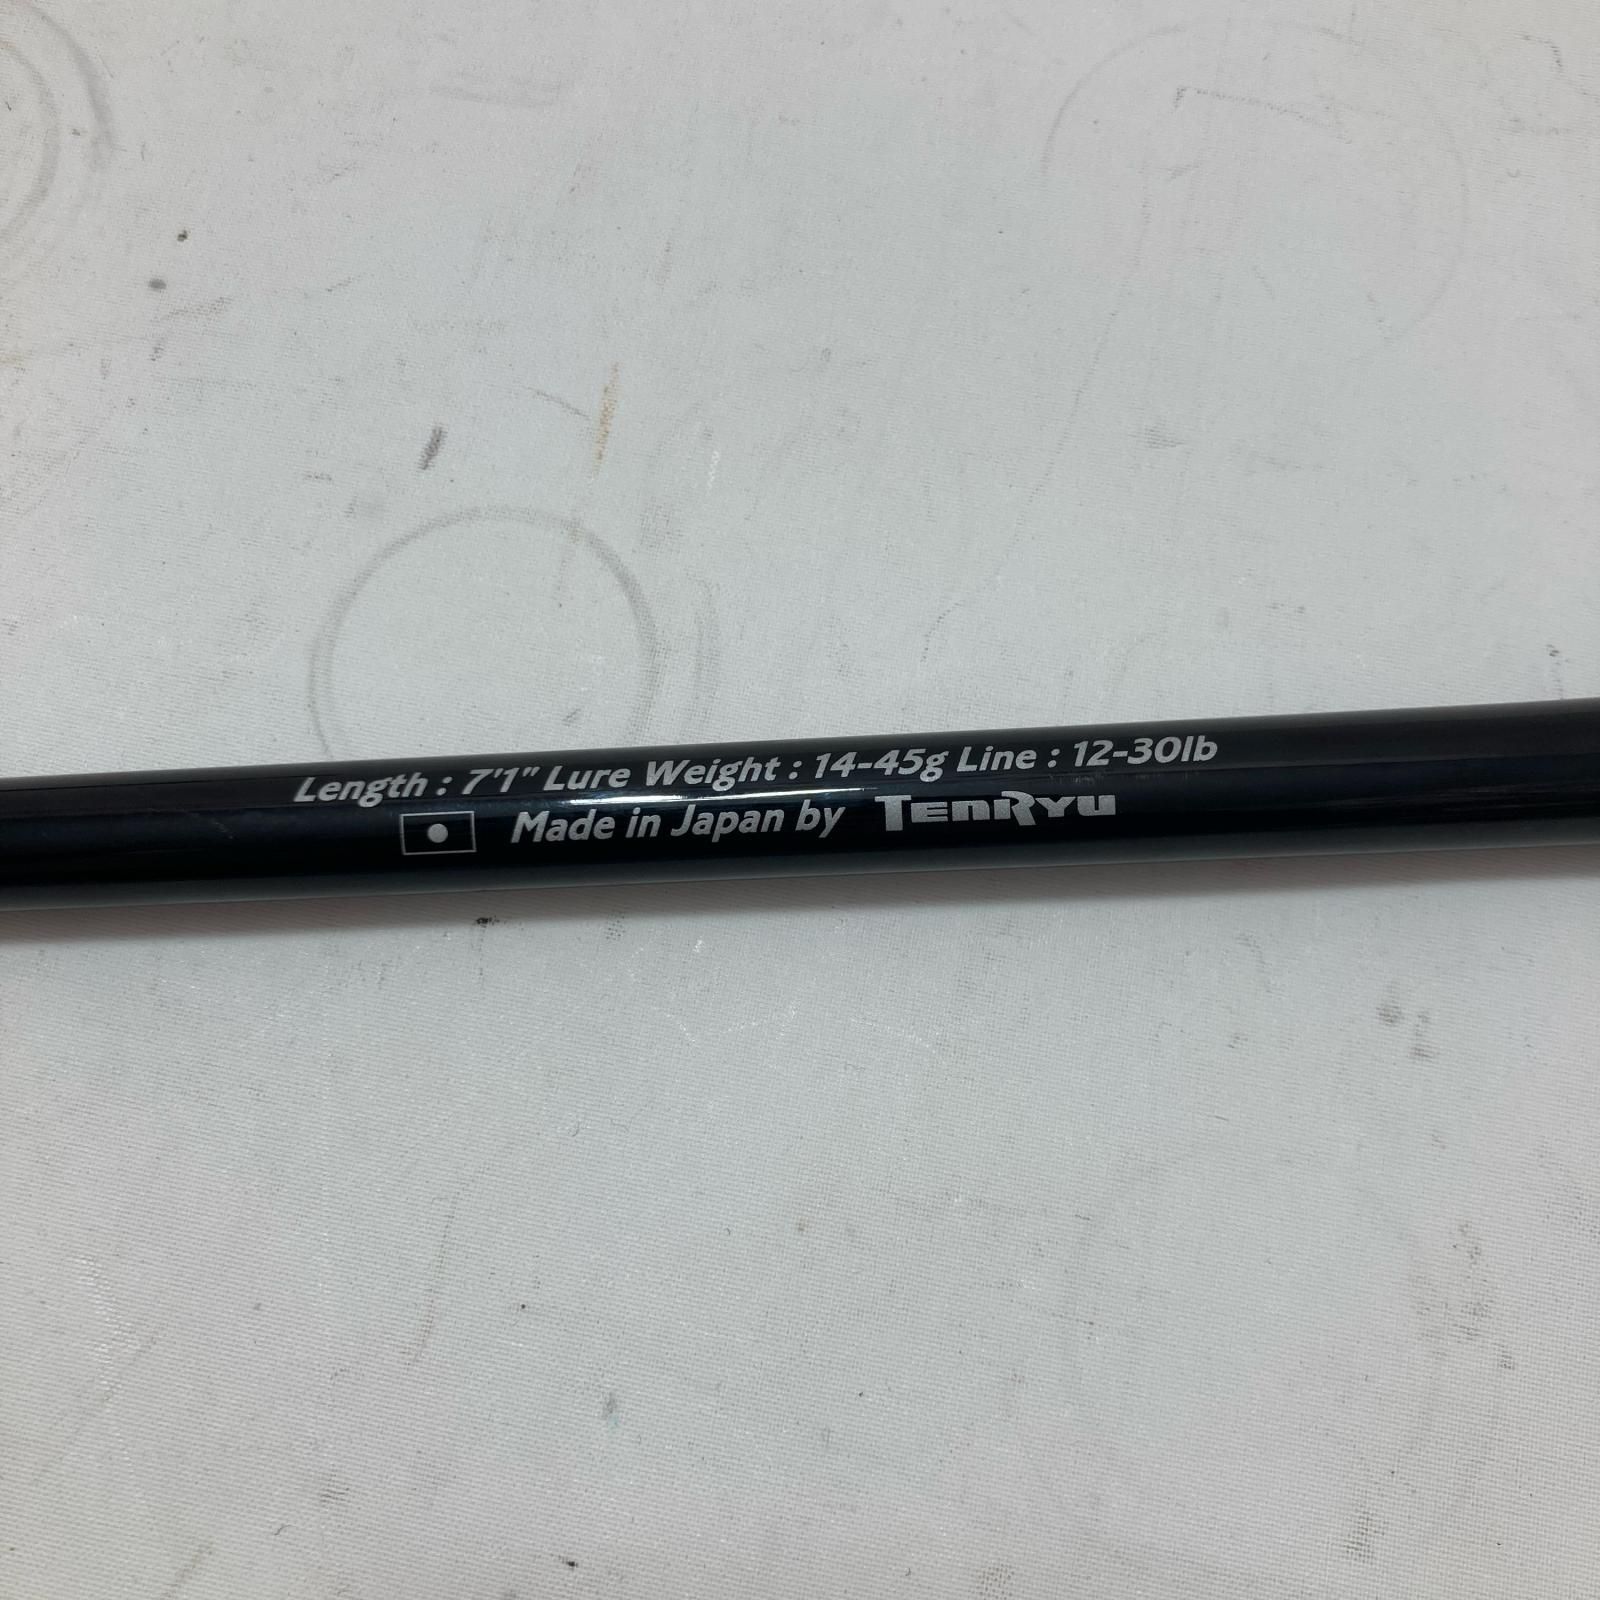 Length : 7'1" Lure Weight : 14-45g Line : 12-30lb
Made in Japan by TENRYU